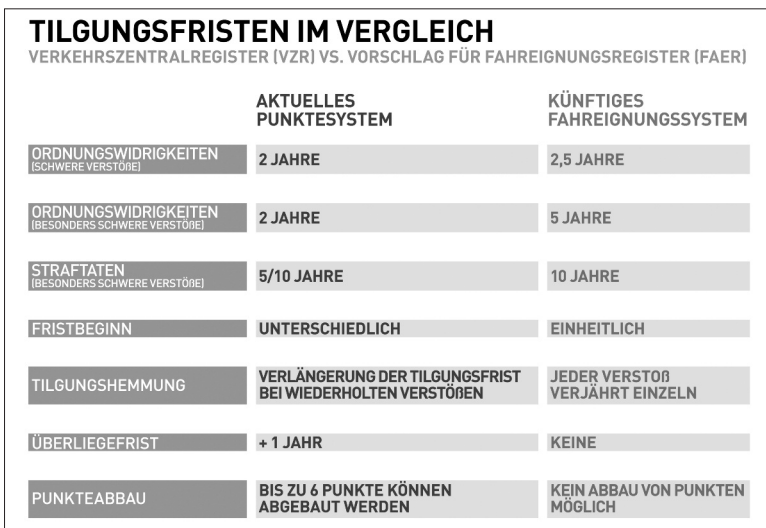 TILGUNGSFRISTEN IM VERGLEICH
VERKEHRSZENTRALREGISTER (VZR) VS. VORSCHLAG FÜR FAHREIGNUNGSREGISTER (FAER)
AKTUELLES
PUNKTESYSTEM
KÜNFTIGES
FAHREIGNUNGSSYSTEM
ORDNUNGSWIDRIGKEITEN
(SCHWERE VERSTÖßE)
2 JAHRE
2,5 JAHRE
ORDNUNGSWIDRIGKEITEN
(BESONDERS SCHWERE VERSTÖßE)
2 JAHRE
5 JAHRE
STRAFTATEN
(BESONDERS SCHWERE VERSTÖßE)
5/10 JAHRE
10 JAHRE
FRISTBEGINN
UNTERSCHIEDLICH
EINHEITLICH
TILGUNGSHEMMUNG
VERLÄNGERUNG DER TILGUNGSFRIST
BEI WIEDERHOLTEN VERSTÖßEN
JEDER VERSTOß
VERJÄHRT EINZELN
ÜBERLIEGEFRIST
+ 1 JAHR
KEINE
PUNKTEABBAU
BIS ZU 6 PUNKTE KÖNNEN
ABGEBAUT WERDEN
KEIN ABBAU VON PUNKTEN
MÖGLICH